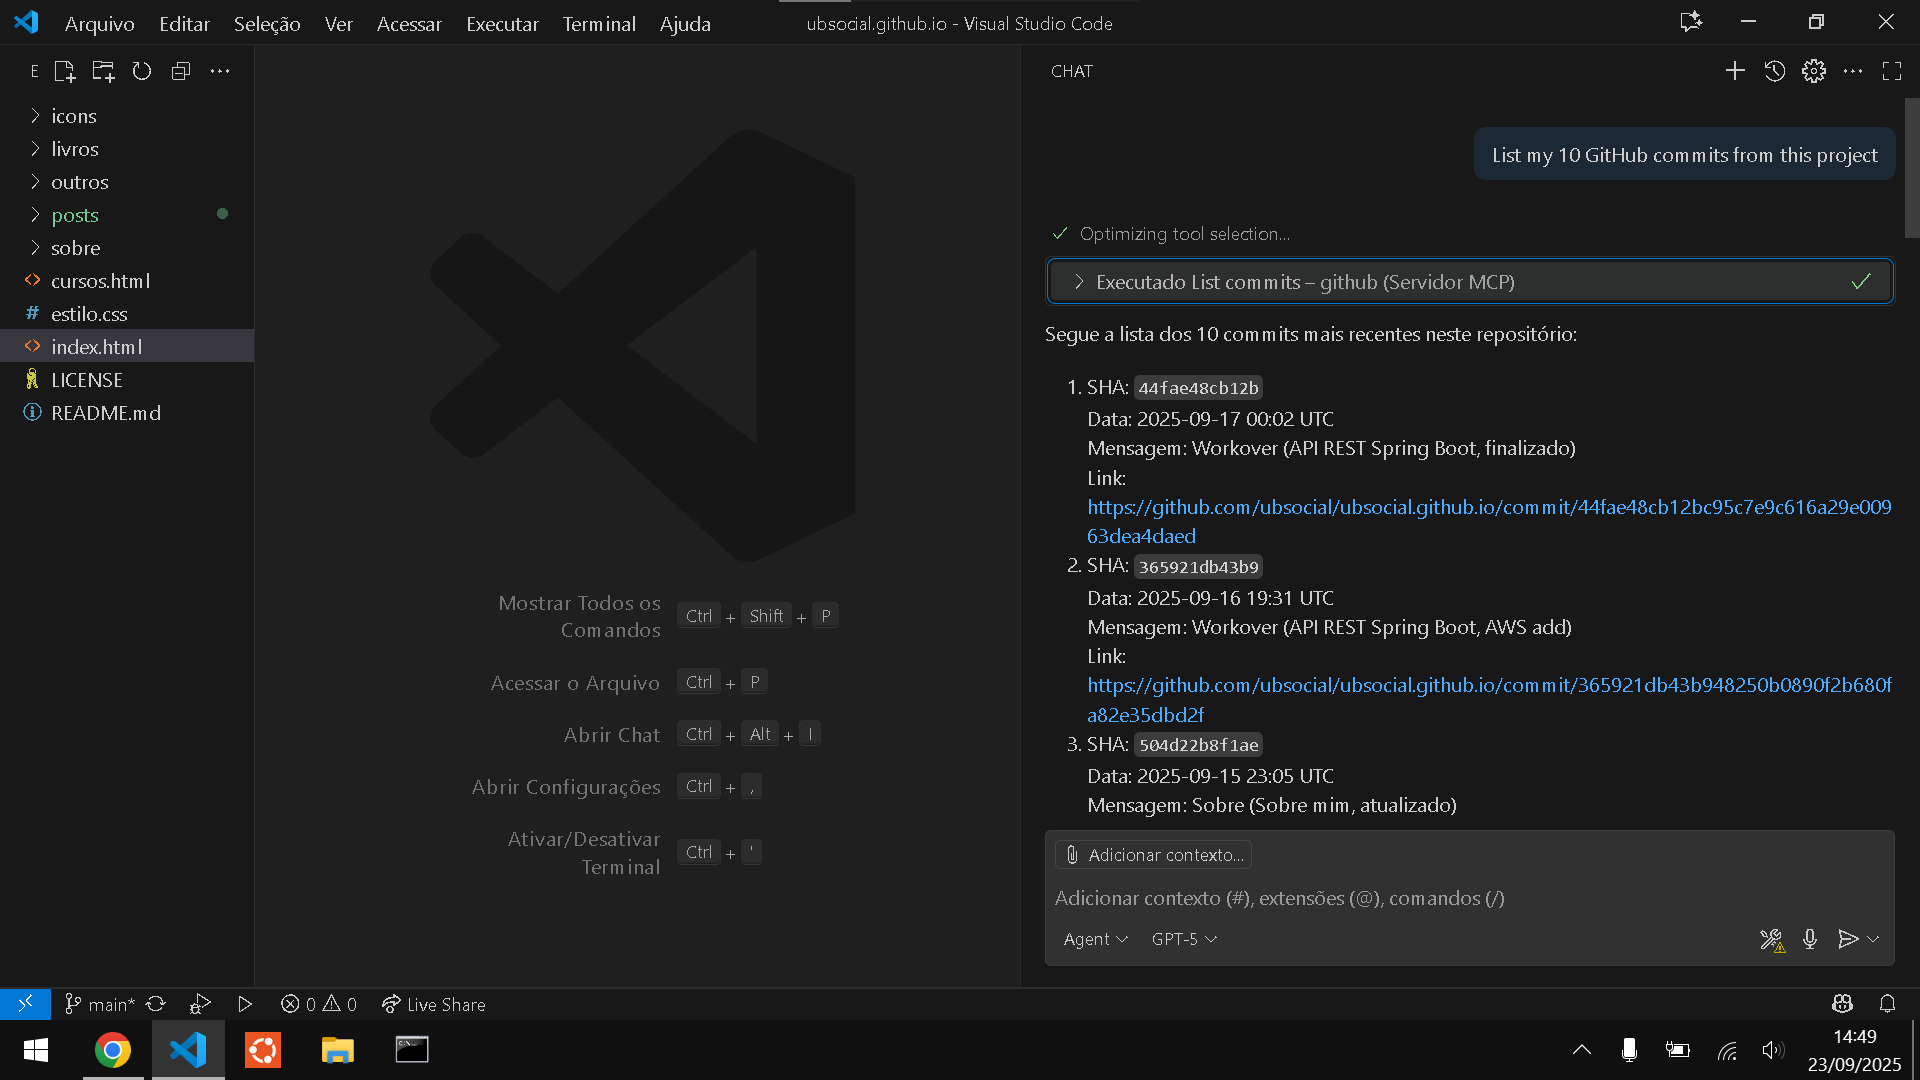 Arquivo Editar Seleção Ver Acessar Executar Terminal Ajuda
ubsocial.github.io - Visual Studio Code
E
icons
livros
outros
posts
sobre
cursos.html
# estilo.css
index.html
LICENSE
README.md
Mostrar Todos os Comandos Ctrl + Shift + P
Acessar o Arquivo Ctrl + P
Abrir Chat Ctrl + Alt + I
Abrir Configurações Ctrl + ,
Ativar/Desativar Terminal Ctrl + '
CHAT
List my 10 GitHub commits from this project
Optimizing tool selection...
Executado List commits – github (Servidor MCP)
Segue a lista dos 10 commits mais recentes neste repositório:
1. SHA: 44fae48cb12b
Data: 2025-09-17 00:02 UTC
Mensagem: Workover (API REST Spring Boot, finalizado)
Link:
https://github.com/ubsocial/ubsocial.github.io/commit/44fae48cb12bc95c7e9c616a29e009
63dea4daed
2. SHA: 365921db43b9
Data: 2025-09-16 19:31 UTC
Mensagem: Workover (API REST Spring Boot, AWS add)
Link:
https://github.com/ubsocial/ubsocial.github.io/commit/365921db43b948250b0890f2b680f
a82e35dbd2f
3. SHA: 504d22b8f1ae
Data: 2025-09-15 23:05 UTC
Mensagem: Sobre (Sobre mim, atualizado)
Adicionar contexto...
Adicionar contexto (#), extensões (@), comandos (/)
Agent GPT-5
main* 0 0 Live Share
14:49
23/09/2025